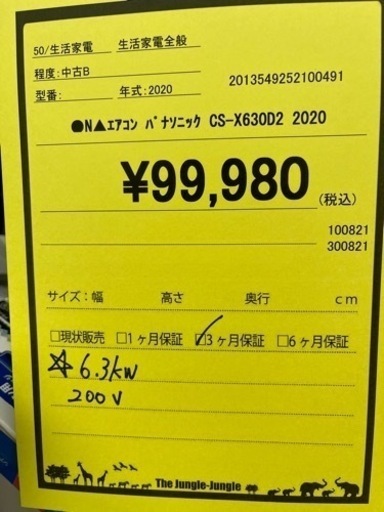 50/生活家電　生活家電全般
程度:中古B
型番:　年式:2020　2013549252100491
●N▲ｴｱｺﾝ ﾊﾟﾅｿﾆｯｸ CS-X630D2 2020
¥99,980(税込)
100821
300821
サイズ:幅　高さ　奥行　cm
□現状販売 □1ヶ月保証 ☑3ヶ月保証 □6ヶ月保証
☆6.3kw
200V
The Jungle-Jungle